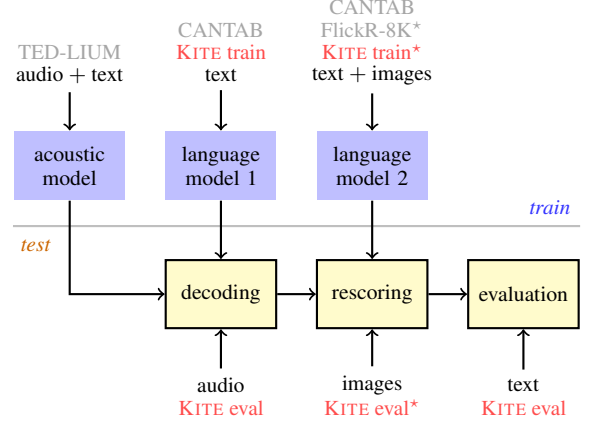 CANTAB
CANTAB
FlickR-8K*
TED-LIUM
KITE train
KITE train*
audio + text
text
text + images
acoustic
model
language
model 1
language
model 2
train
test
decoding
rescoring
evaluation
audio
images
text
KITE eval
KITE eval*
KITE eval